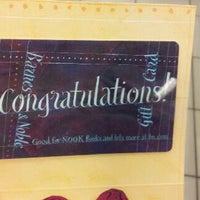 Barnes
& Noble
Congratulations!
Gift
Card
Good for NOOK Books and lots more at bn.com